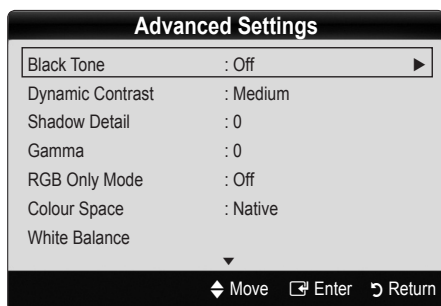 Advanced Settings
Black Tone : Off ►
Dynamic Contrast : Medium
Shadow Detail : 0
Gamma : 0
RGB Only Mode : Off
Colour Space : Native
White Balance
▼
Move Enter Return